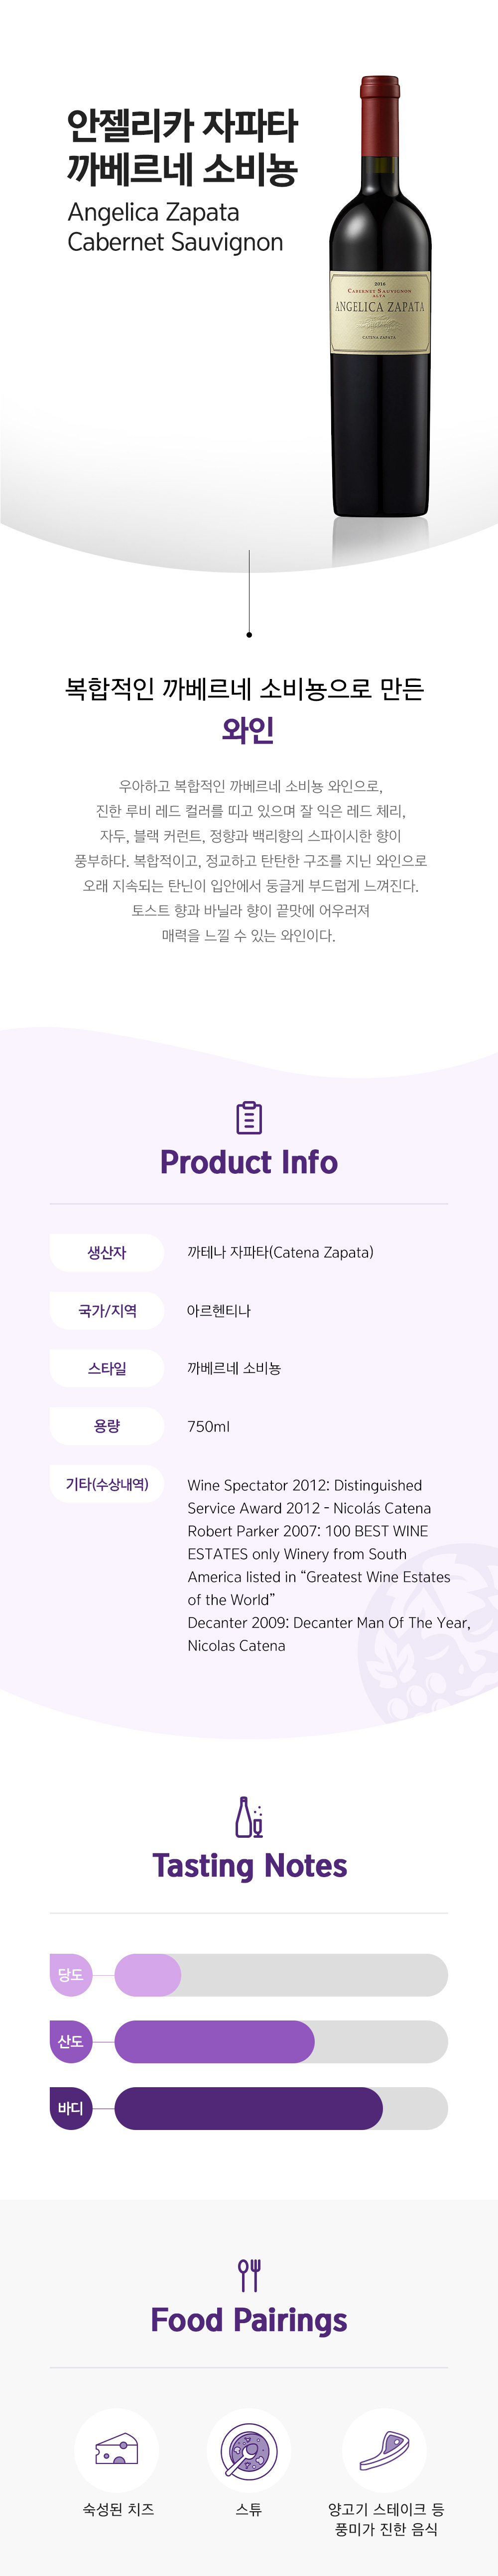 안젤리카 자파타
까베르네 소비뇽
Angelica Zapata
Cabernet Sauvignon
2016
CABERNET SAUVIGNON
ALTA
ANGELICA ZAPATA
CATENA ZAPATA
복합적인 까베르네 소비뇽으로 만든
와인
우아하고 복합적인 까베르네 소비뇽 와인으로,
진한 루비 레드 컬러를 띠고 있으며 잘 익은 레드 체리,
자두, 블랙 커런트, 정향과 백리향의 스파이시한 향이
풍부하다. 복합적이고, 정교하고 탄탄한 구조를 지닌 와인으로
오래 지속되는 탄닌이 입안에서 둥글게 부드럽게 느껴진다.
토스트 향과 바닐라 향이 끝맛에 어우러져
매력을 느낄 수 있는 와인이다.
Product Info
생산자
까테나 자파타(Catena Zapata)
국가/지역
아르헨티나
스타일
까베르네 소비뇽
용량
750ml
기타(수상내역)
Wine Spectator 2012: Distinguished
Service Award 2012 - Nicolás Catena
Robert Parker 2007: 100 BEST WINE
ESTATES only Winery from South
America listed in “Greatest Wine Estates
of the World”
Decanter 2009: Decanter Man Of The Year,
Nicolas Catena
Tasting Notes
당도
산도
바디
Food Pairings
숙성된 치즈
스튜
양고기 스테이크 등
풍미가 진한 음식